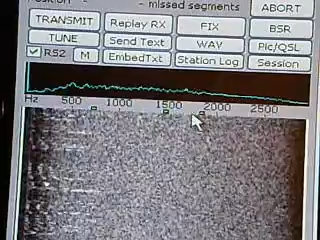 - missed segments ABORT
TRANSMIT Replay RX FIX BSR
TUNE Send Text WAV Pic/QSL
RS2 M EmbedTxt Station Log Session
Hz 500 1000 1500 2000 2500